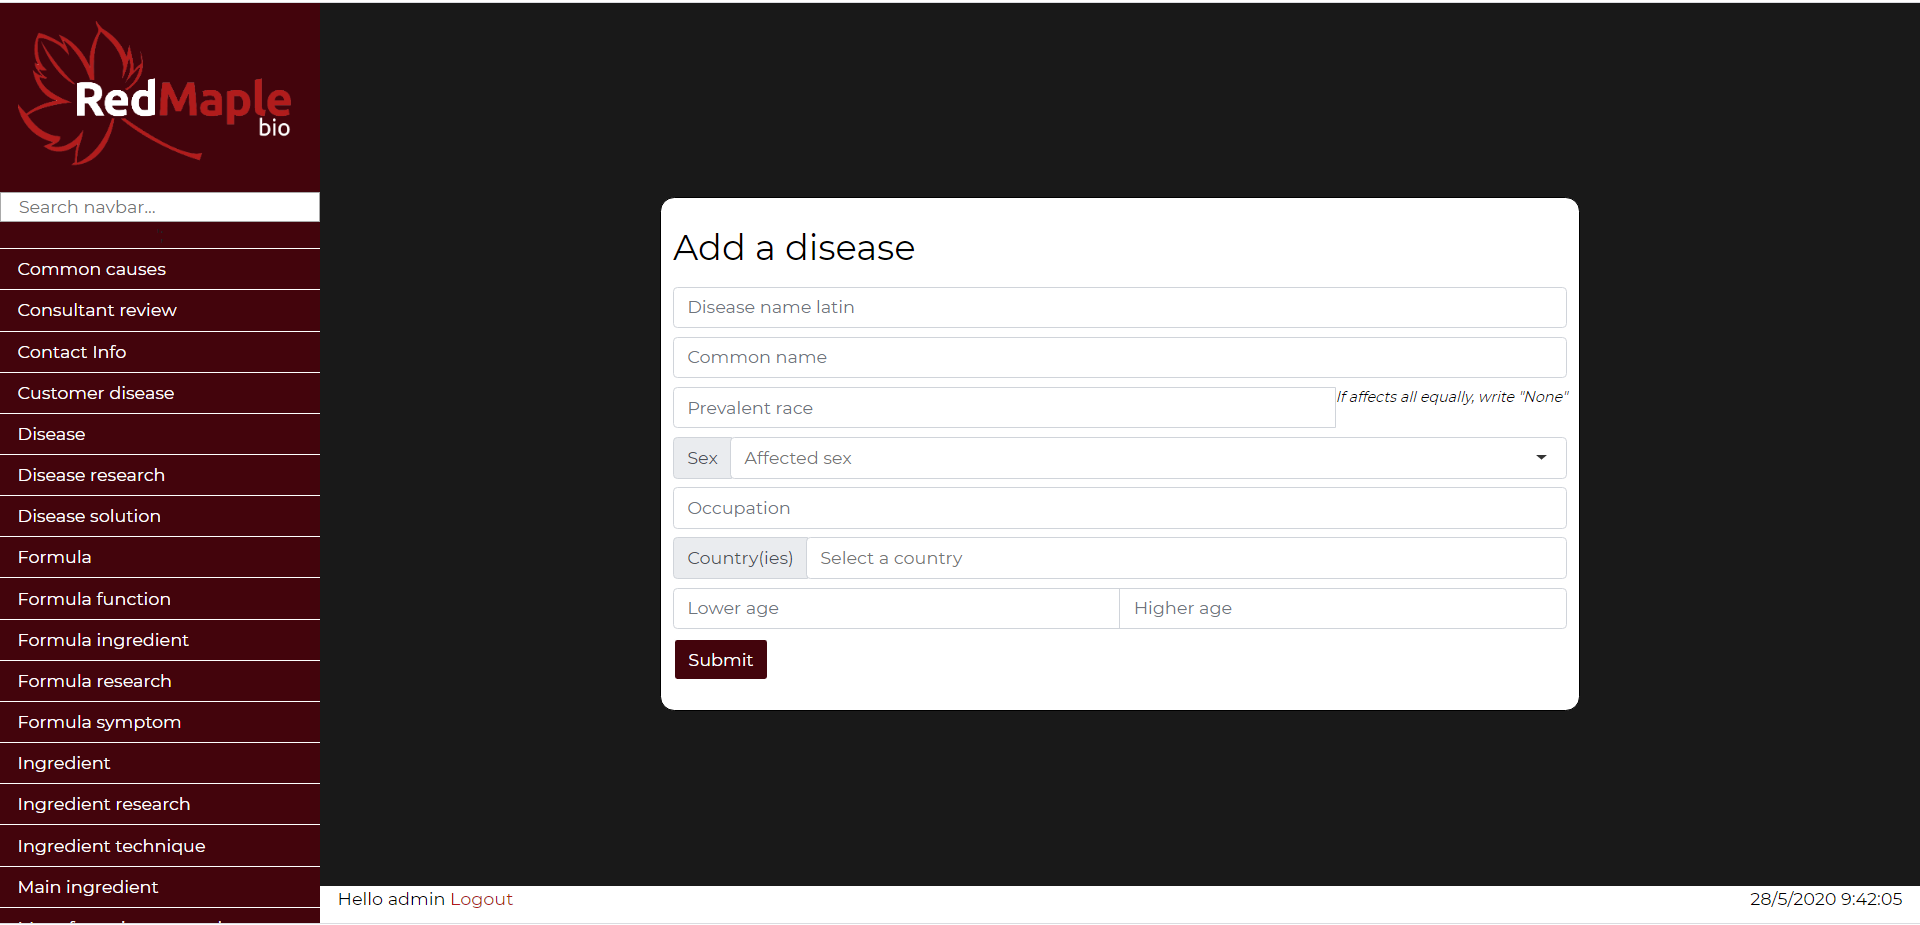 RedMaple
bio
Search navbar...
Common causes
Consultant review
Contact Info
Customer disease
Disease
Disease research
Disease solution
Formula
Formula function
Formula ingredient
Formula research
Formula symptom
Ingredient
Ingredient research
Ingredient technique
Main ingredient
Add a disease
Disease name latin
Common name
Prevalent race
If affects all equally, write "None"
Sex Affected sex
Occupation
Country(ies) Select a country
Lower age Higher age
Submit
Hello admin Logout
28/5/2020 9:42:05